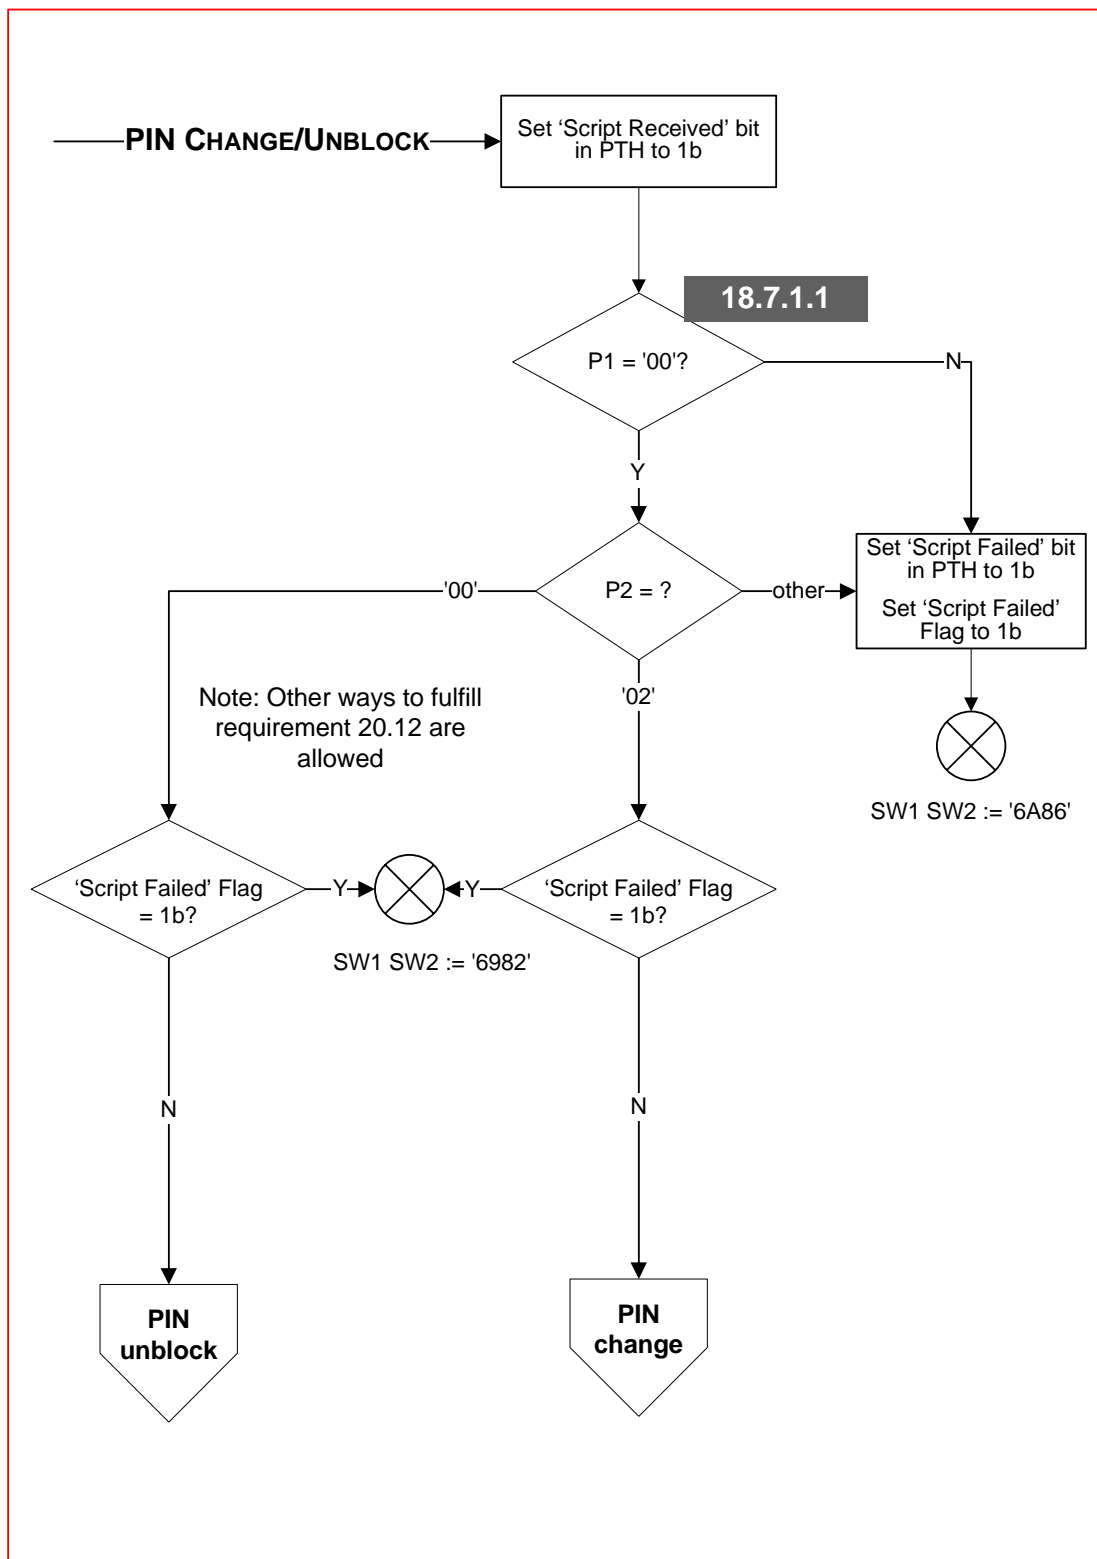 PIN CHANGE/UNBLOCK
Set ‘Script Received’ bit
in PTH to 1b
18.7.1.1
P1 = '00'?
N
Y
P2 = ?
'00'
other
'02'
Set ‘Script Failed’ bit
in PTH to 1b
Set ‘Script Failed’
Flag to 1b
SW1 SW2 := '6A86'
Note: Other ways to fulfill
requirement 20.12 are
allowed
‘Script Failed’ Flag
= 1b?
Y
Y
‘Script Failed’ Flag
= 1b?
SW1 SW2 := '6982'
N
N
PIN
unblock
PIN
change